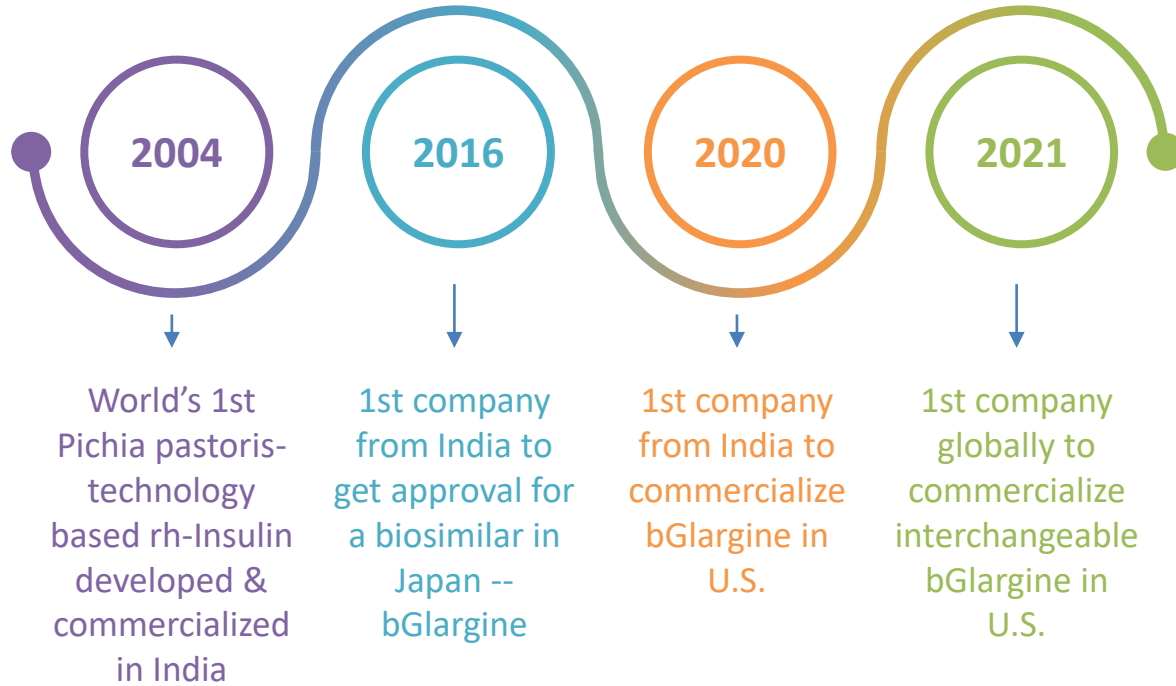 2004
World’s 1st
Pichia pastoris-
technology
based rh-Insulin
developed &
commercialized
in India
2016
1st company
from India to
get approval for
a biosimilar in
Japan --
bGlargine
2020
1st company
from India to
commercialize
bGlargine in
U.S.
2021
1st company
globally to
commercialize
interchangeable
bGlargine in
U.S.